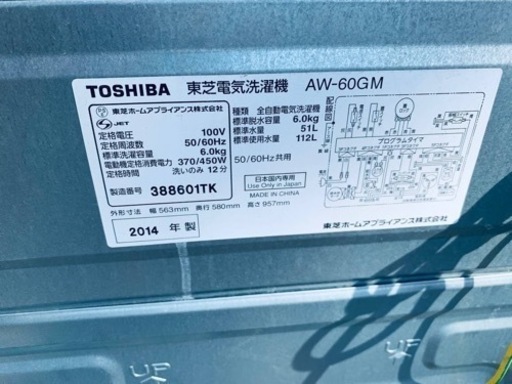 TOSHIBA 東芝電気洗濯機 AW-60GM
東芝ホームアプライアンス株式会社
JET
定格電圧 100V
定格周波数 50/60Hz
標準洗濯容量 6.0kg
電動機定格消費電力 370/450W
定格時間 洗いのみ 12分
製造番号 388601TK
種類 全自動電気洗濯機
標準脱水容量 6.0kg
標準水量 51L
標準使用水量 112L
50/60Hz共用
日本国内専用
Use Only in Japan
MADE IN CHINA
配線図
プログラムタイマ
外形寸法 幅 563mm 奥行 580mm 高さ 957mm
2014 年製
東芝ホームアプライアンス株式会社
UP
UP